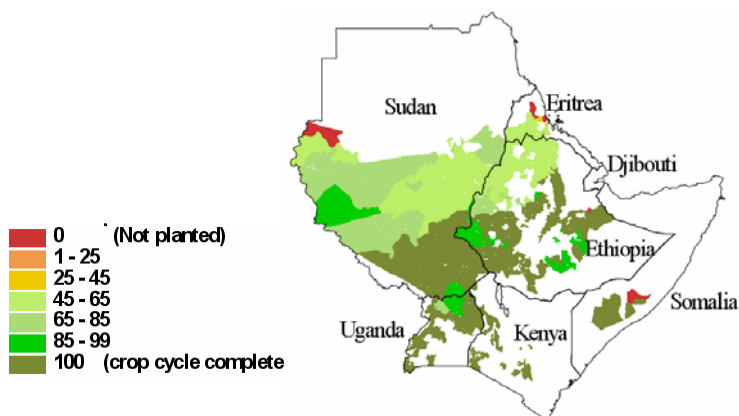 Sudan
Eritrea
Djibouti
Ethiopia
Somalia
Uganda
Kenya
0 (Not planted)
1 - 25
25 - 45
45 - 65
65 - 85
85 - 99
100 (crop cycle complete